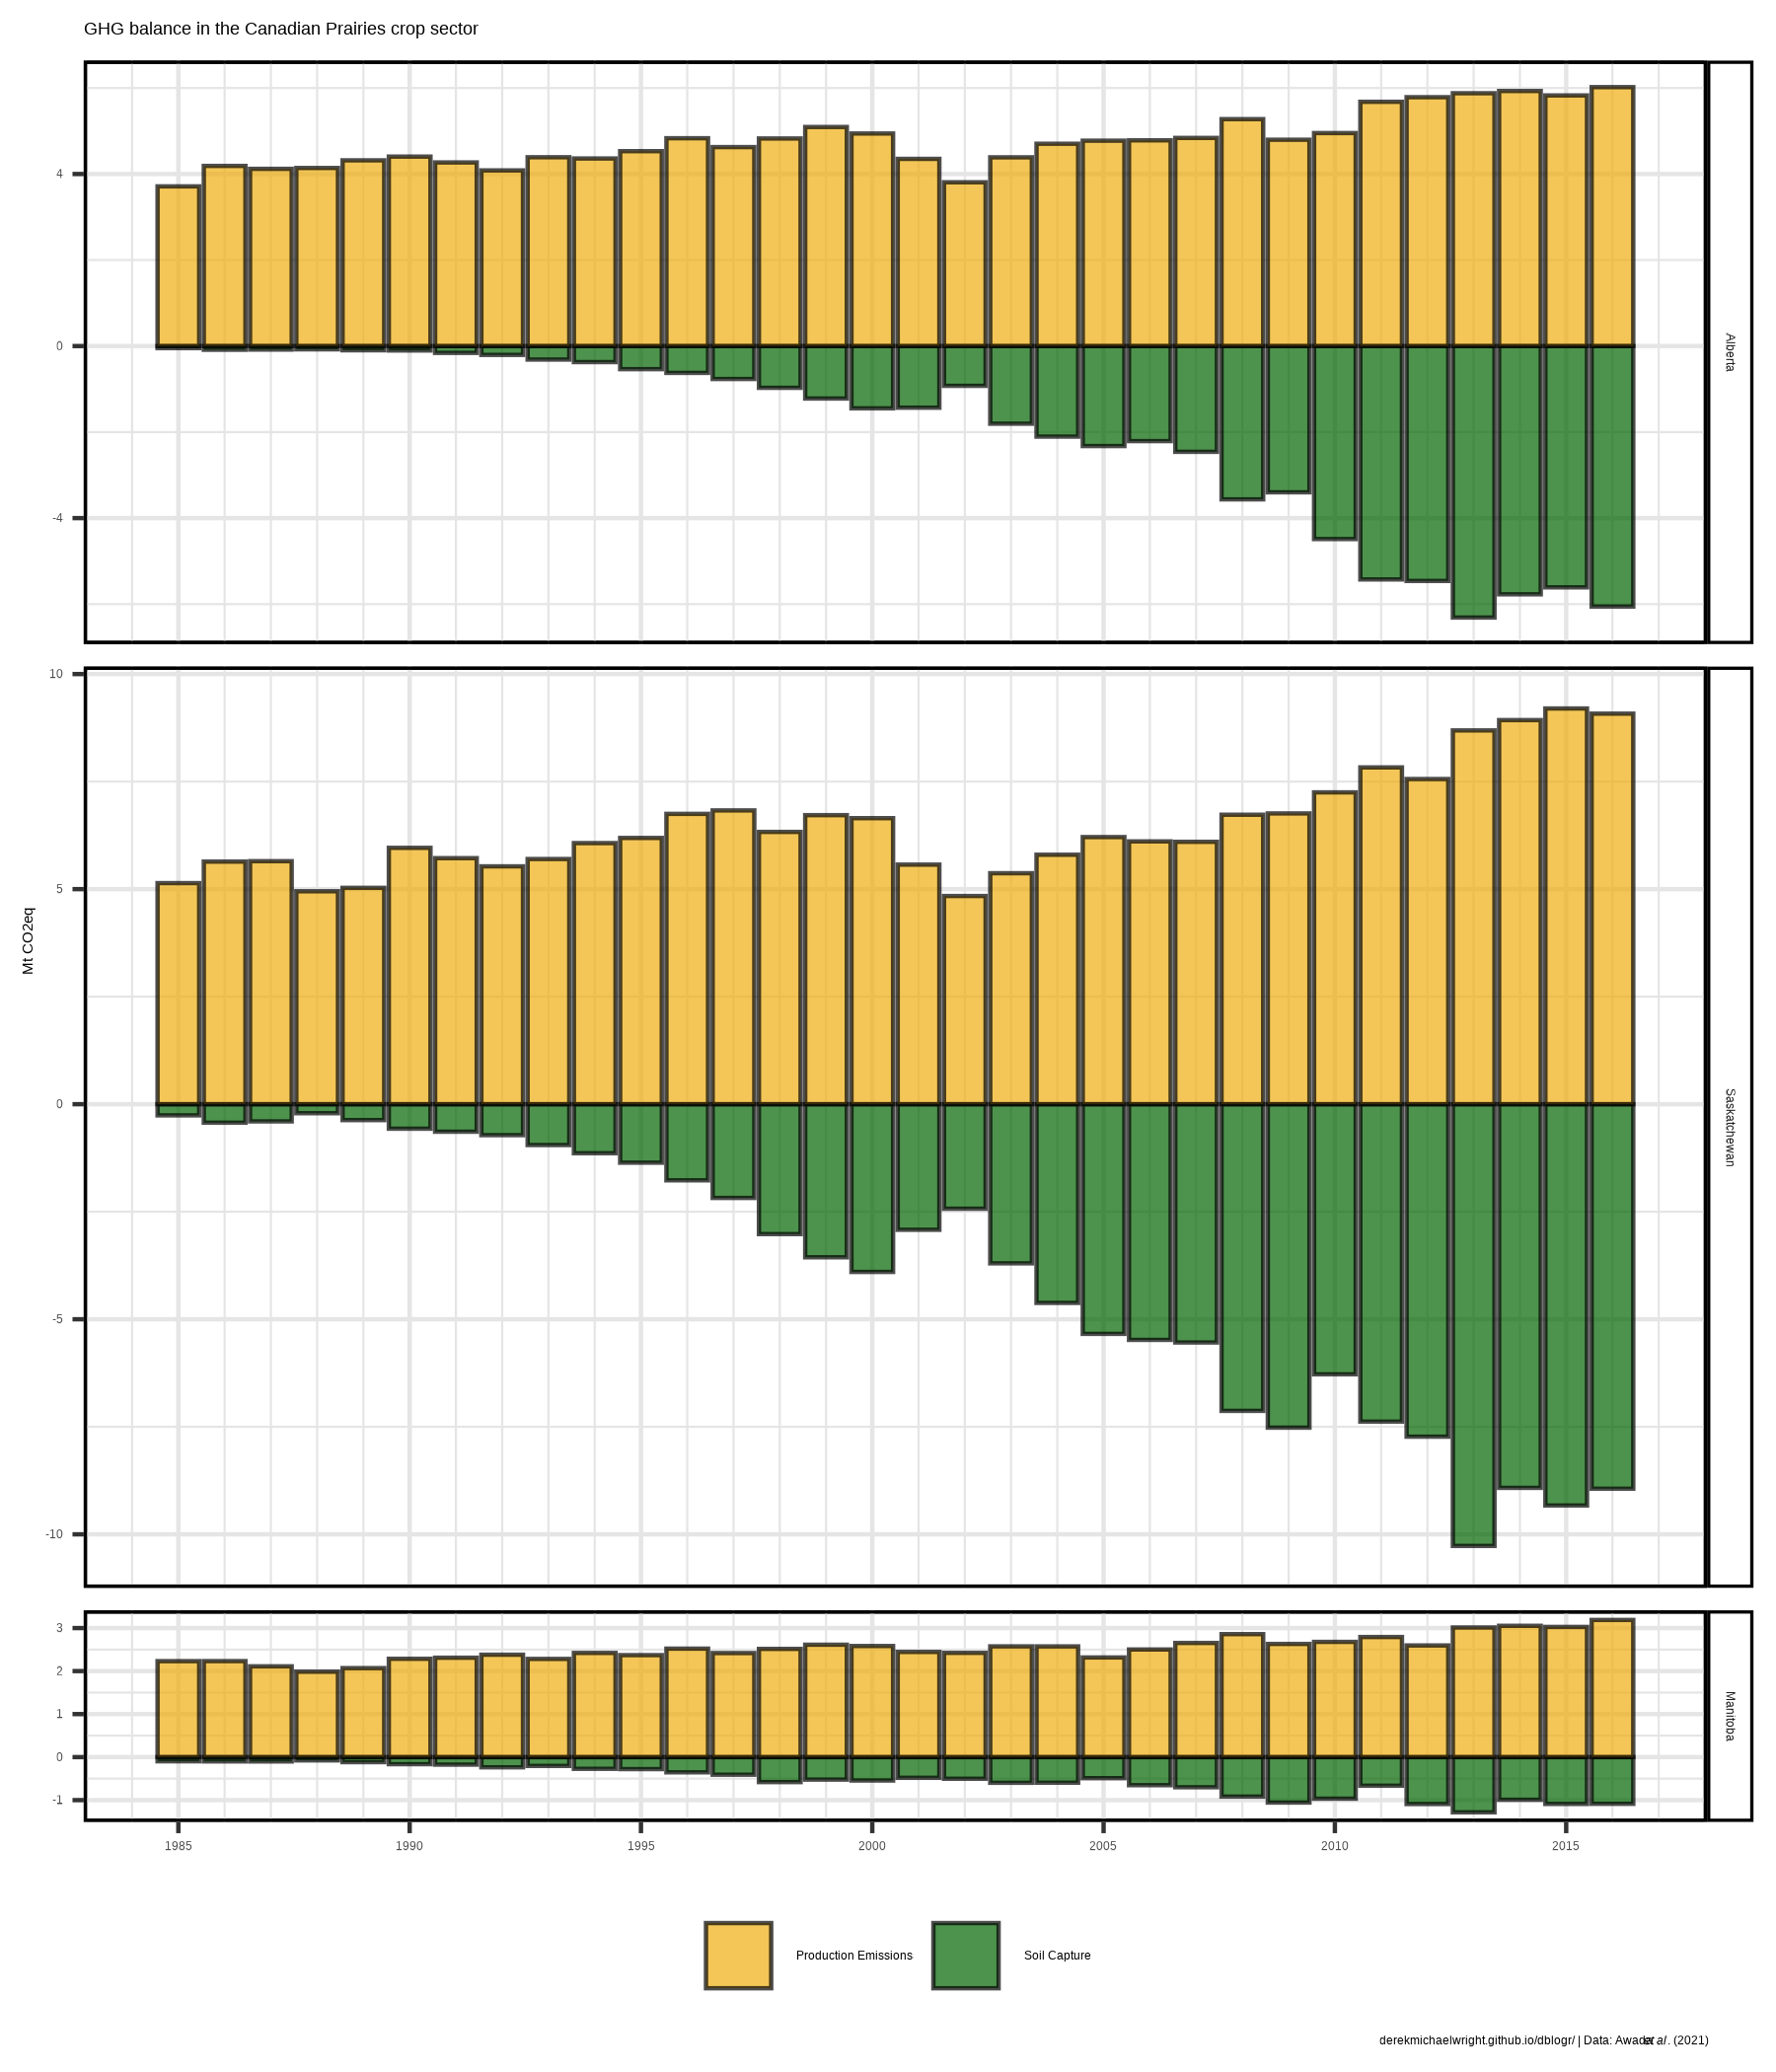 GHG balance in the Canadian Prairies crop sector
4
0
-4
Alberta
10
5
0
-5
-10
Mt CO2eq
Saskatchewan
3
2
1
0
-1
Manitoba
1985 1990 1995 2000 2005 2010 2015
Production Emissions Soil Capture
derekmichaelwright.github.io/dblogr/ | Data: Awada et al. (2021)